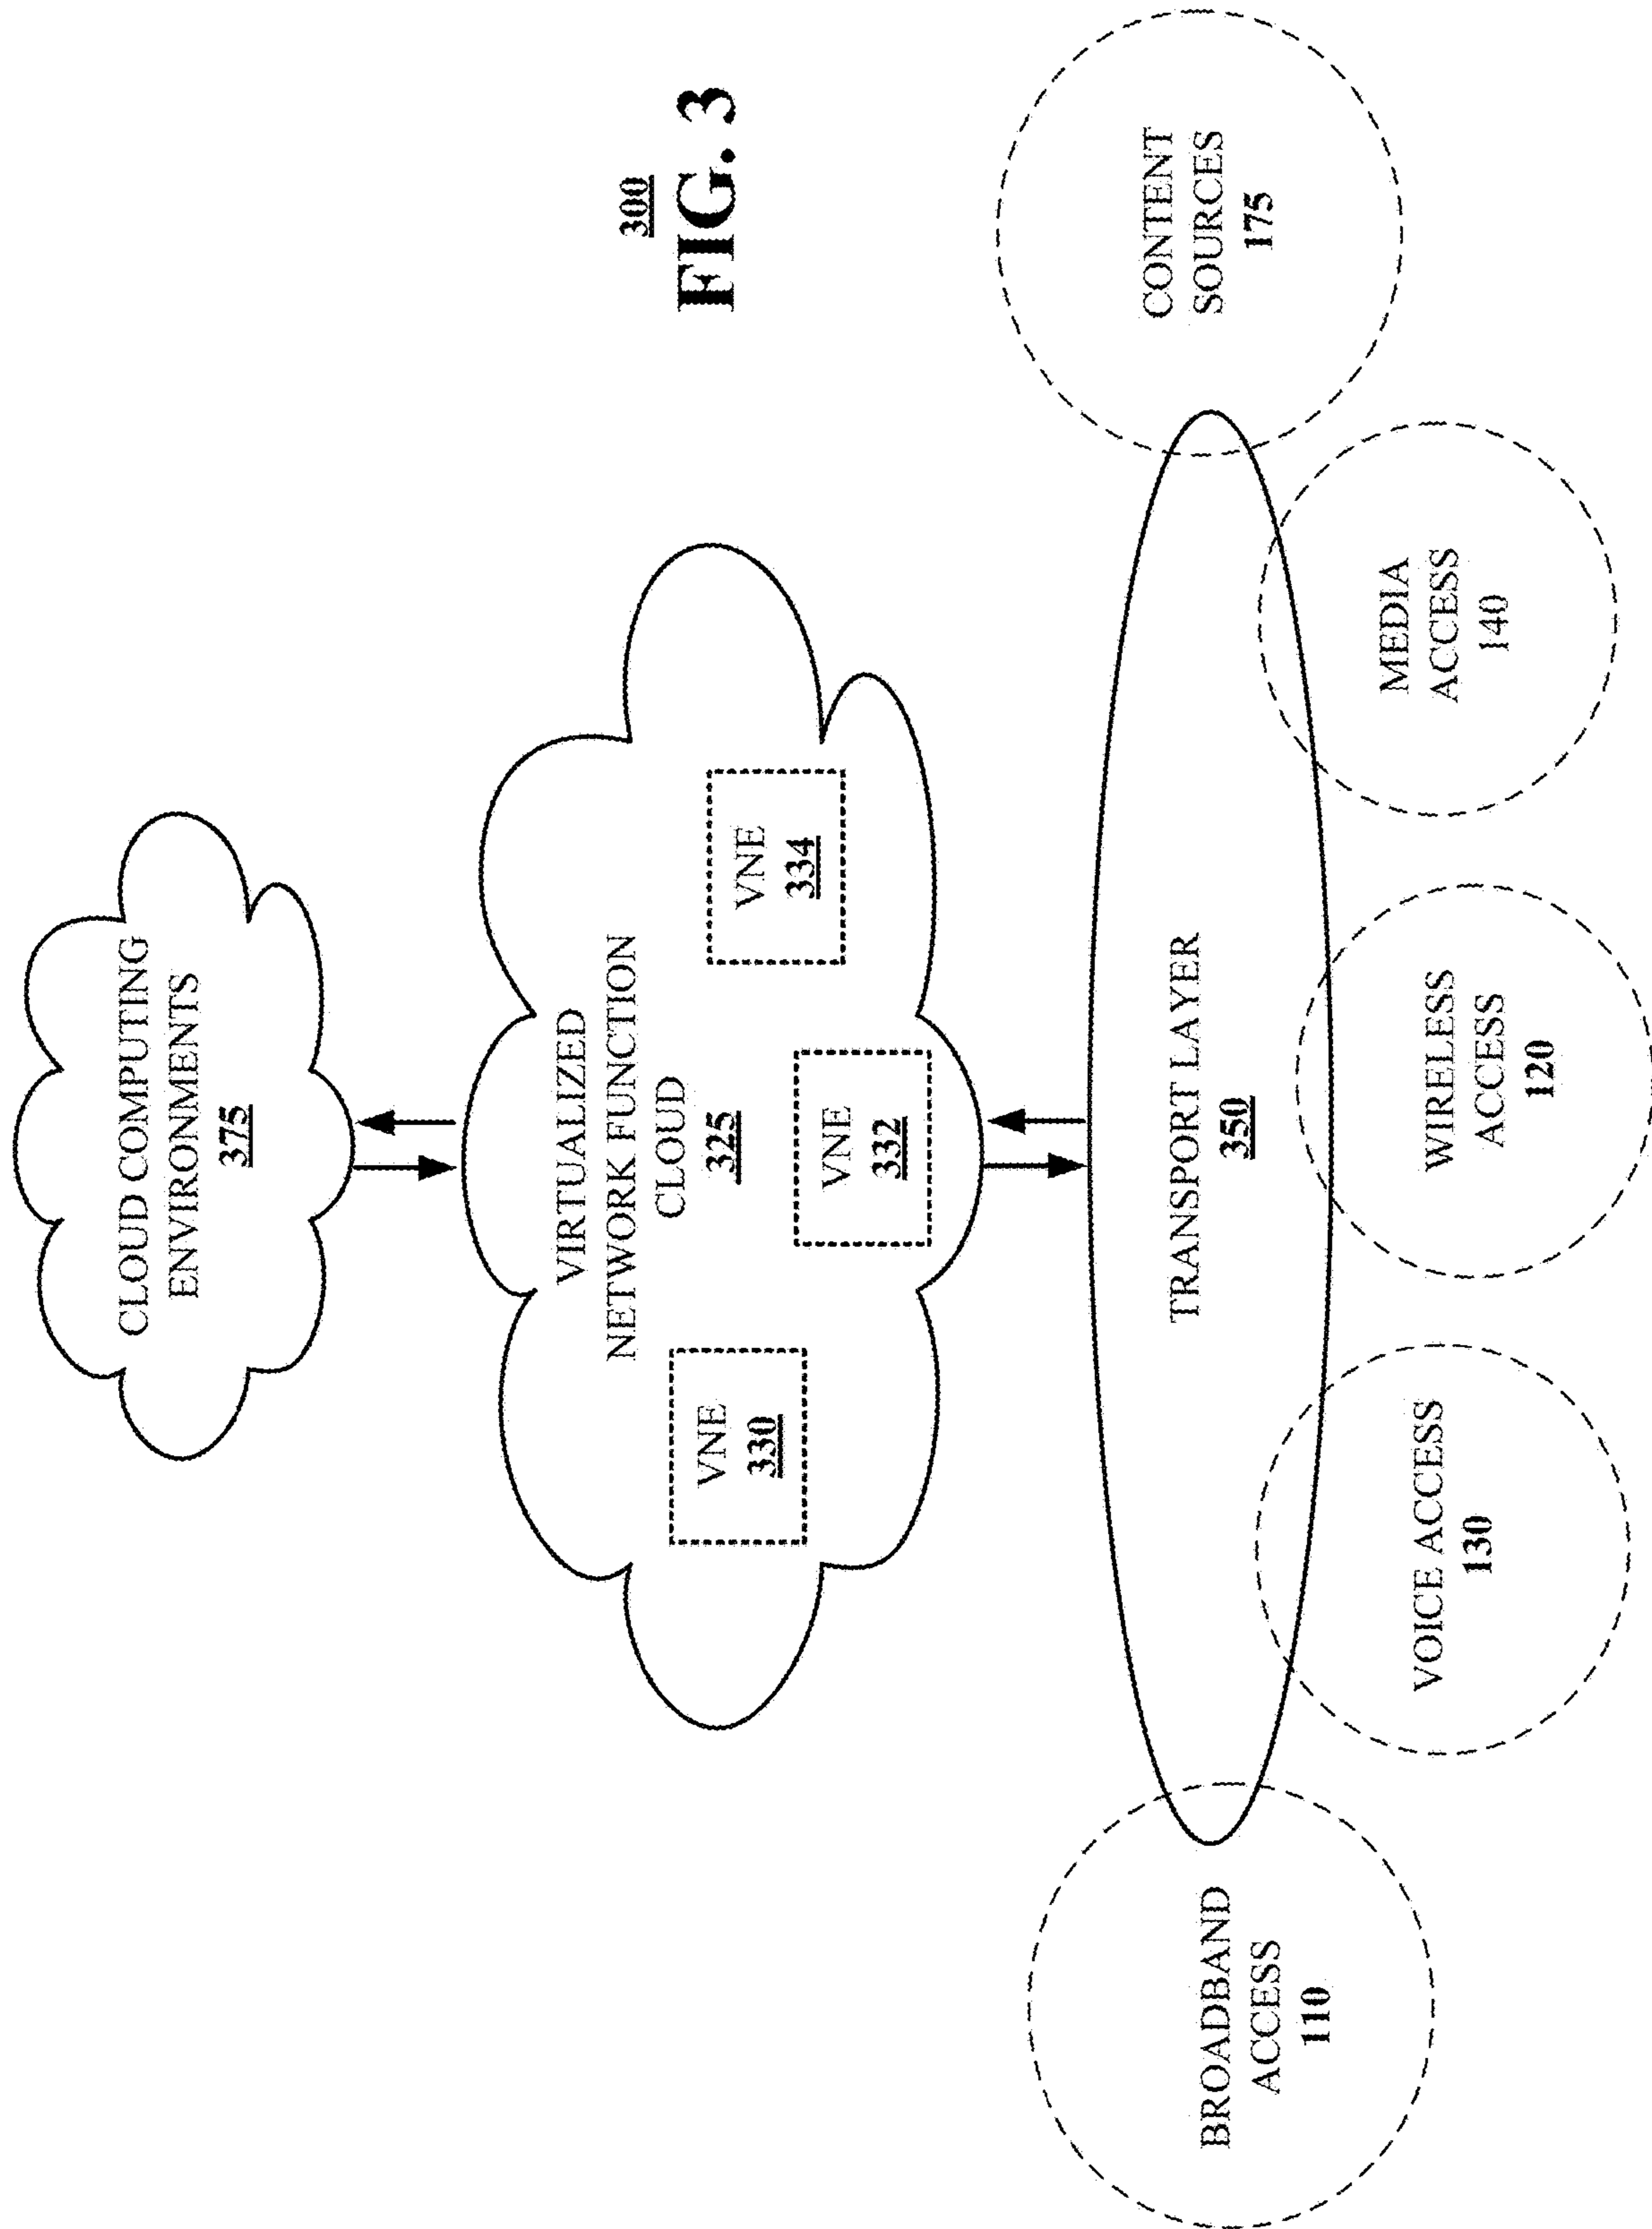 CLOUD COMPUTING
ENVIRONMENTS
375
VIRTUALIZED
NETWORK FUNCTION
CLOUD
325
VNE
330
VNE
332
VNE
334
300
FIG. 3
TRANSPORT LAYER
350
BROADBAND
ACCESS
110
VOICE ACCESS
130
WIRELESS
ACCESS
120
MEDIA
ACCESS
140
CONTENT
SOURCES
175